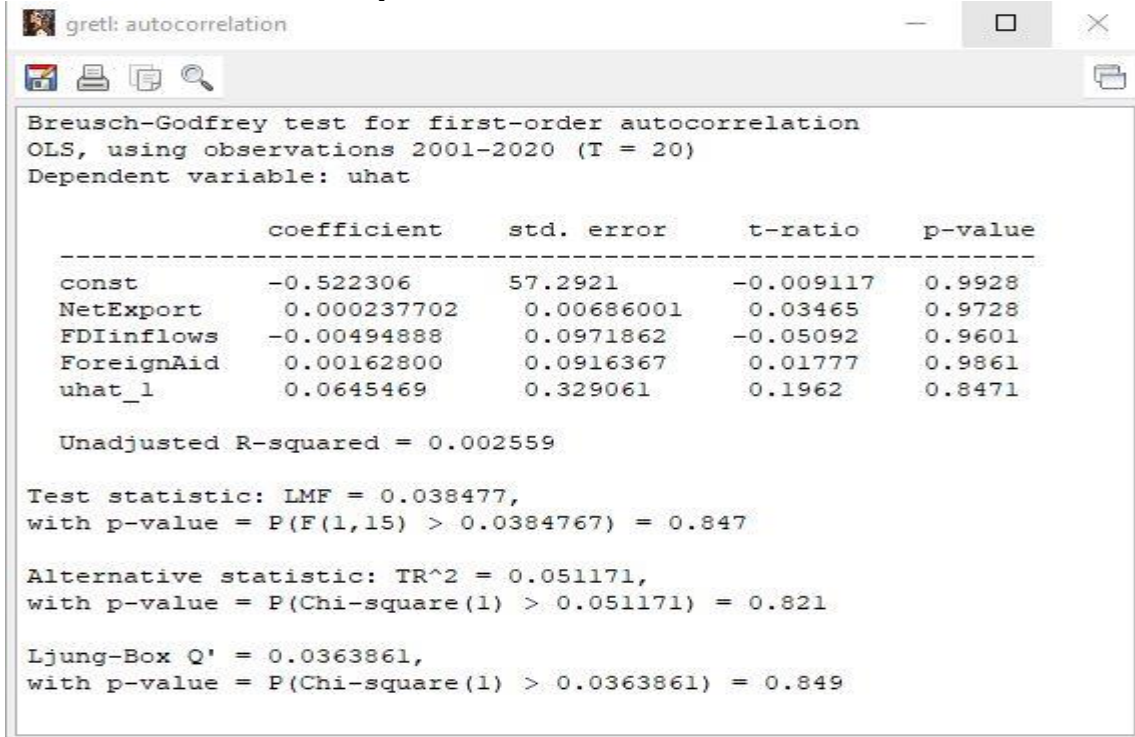 gretl: autocorrelation
Breusch-Godfrey test for first-order autocorrelation
OLS, using observations 2001-2020 (T = 20)
Dependent variable: uhat
coefficient std. error t-ratio p-value
----------------------------------------------------------------
const -0.522306 57.2921 -0.009117 0.9928
NetExport 0.000237702 0.00686001 0.03465 0.9728
FDIinflows -0.00494888 0.0971862 -0.05092 0.9601
ForeignAid 0.00162800 0.0916367 0.01777 0.9861
uhat_1 0.0645469 0.329061 0.1962 0.8471
Unadjusted R-squared = 0.002559
Test statistic: LMF = 0.038477,
with p-value = P(F(1,15) > 0.0384767) = 0.847
Alternative statistic: TR^2 = 0.051171,
with p-value = P(Chi-square(1) > 0.051171) = 0.821
Ljung-Box Q' = 0.0363861,
with p-value = P(Chi-square(1) > 0.0363861) = 0.849